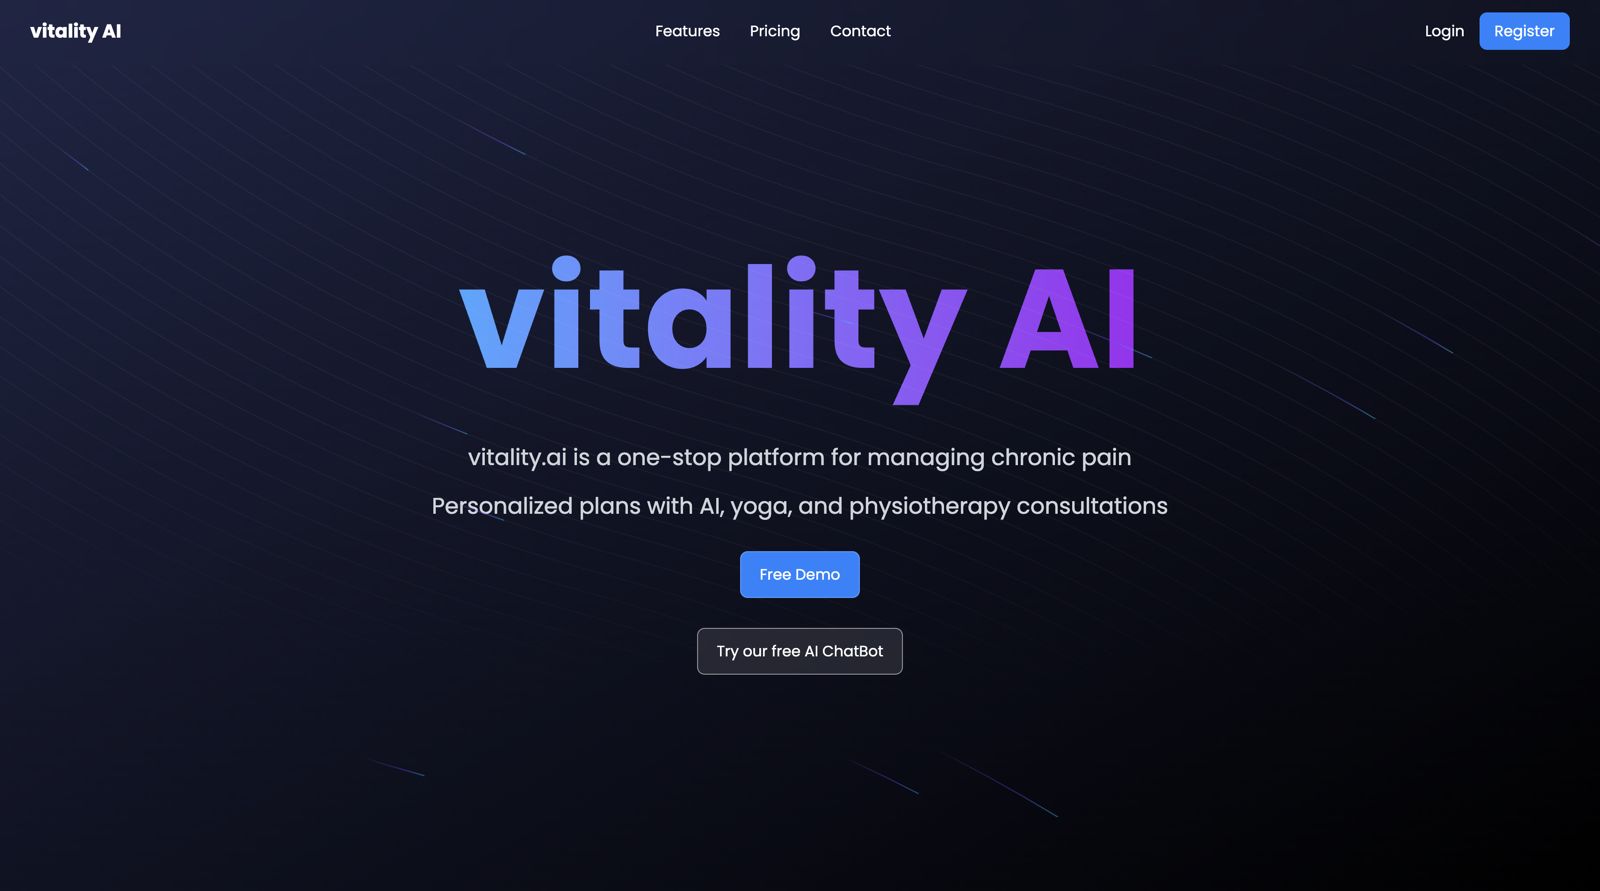 vitality AI
Features Pricing Contact
Login Register
vitality AI
vitality.ai is a one-stop platform for managing chronic pain
Personalized plans with AI, yoga, and physiotherapy consultations
Free Demo
Try our free AI ChatBot